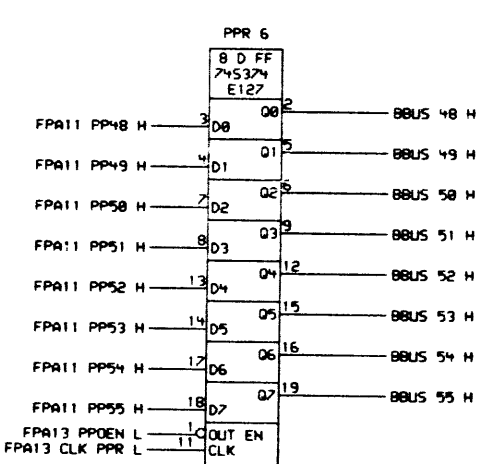 PPR 6
8 D FF
74S374
E127
FPA11 PP48 H 3 D0 Q0 2 BBUS 48 H
FPA11 PP49 H 4 D1 Q1 5 BBUS 49 H
FPA11 PP50 H 7 D2 Q2 6 BBUS 50 H
FPA11 PP51 H 8 D3 Q3 9 BBUS 51 H
FPA11 PP52 H 13 D4 Q4 12 BBUS 52 H
FPA11 PP53 H 14 D5 Q5 15 BBUS 53 H
FPA11 PP54 H 17 D6 Q6 16 BBUS 54 H
FPA11 PP55 H 18 D7 Q7 19 BBUS 55 H
FPA13 PPOEN L 1 OUT EN
FPA13 CLK PPR L 11 CLK